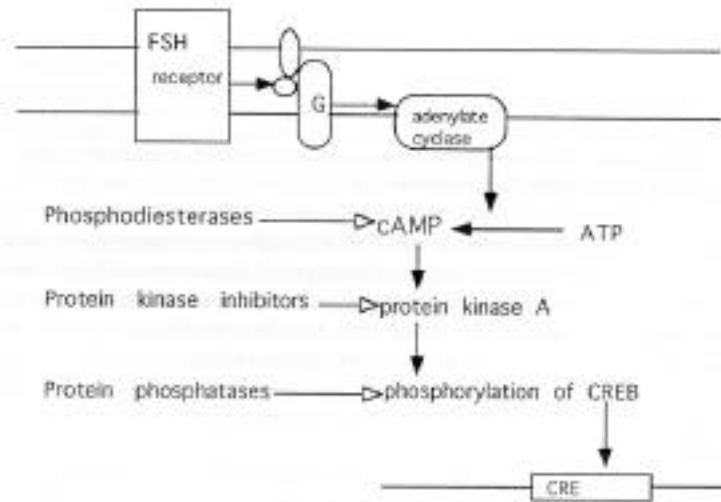 FSH
receptor
G
adenylate
cyclase
Phosphodiesterases
cAMP
ATP
Protein kinase inhibitors
protein kinase A
Protein phosphatases
phosphorylation of CREB
CRE